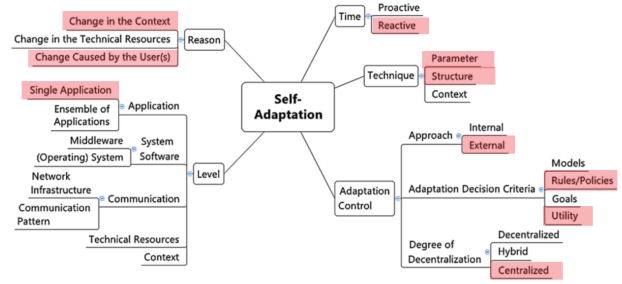 Self-
Adaptation
Time
Proactive
Reactive
Technique
Parameter
Structure
Context
Adaptation
Control
Approach
Internal
External
Adaptation Decision Criteria
Models
Rules/Policies
Goals
Utility
Degree of
Decentralization
Decentralized
Hybrid
Centralized
Reason
Change in the Context
Change in the Technical Resources
Change Caused by the User(s)
Level
Application
Single Application
Ensemble of
Applications
System
Software
Middleware
(Operating) System
Communication
Network
Infrastructure
Communication
Pattern
Technical Resources
Context